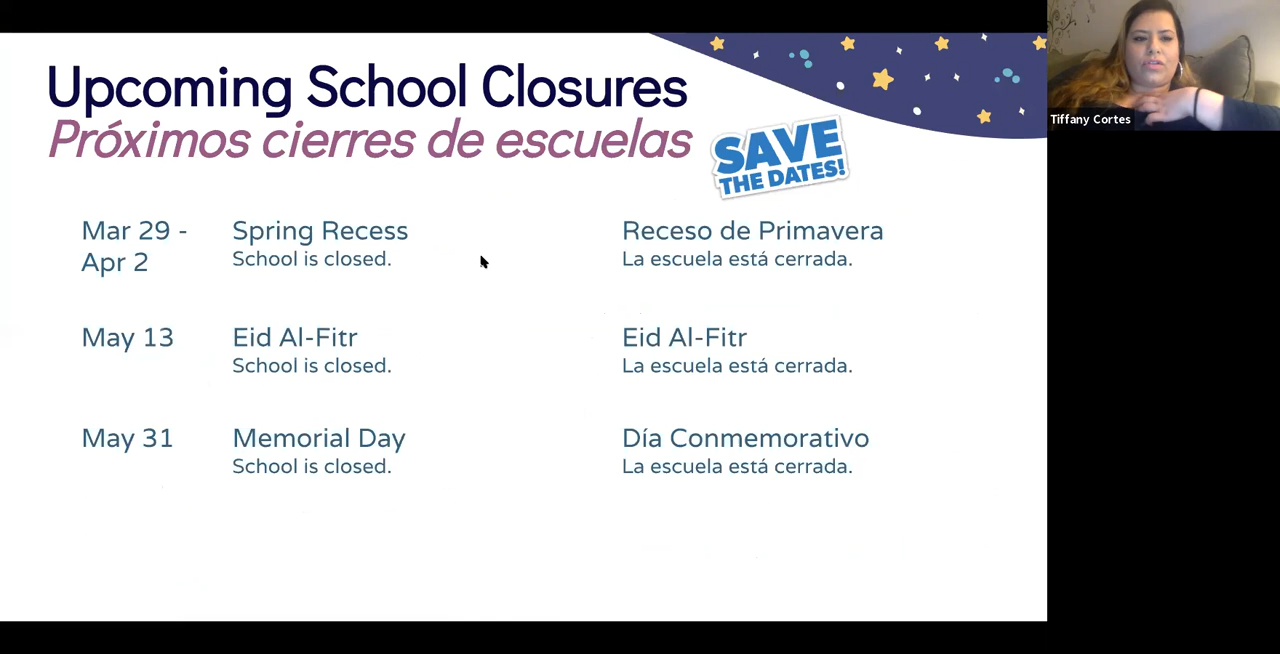 Upcoming School Closures
Próximos cierres de escuelas
SAVE
THE DATES!
Mar 29 -
Apr 2
Spring Recess
School is closed.
Receso de Primavera
La escuela está cerrada.
May 13
Eid Al-Fitr
School is closed.
Eid Al-Fitr
La escuela está cerrada.
May 31
Memorial Day
School is closed.
Día Conmemorativo
La escuela está cerrada.
Tiffany Cortes